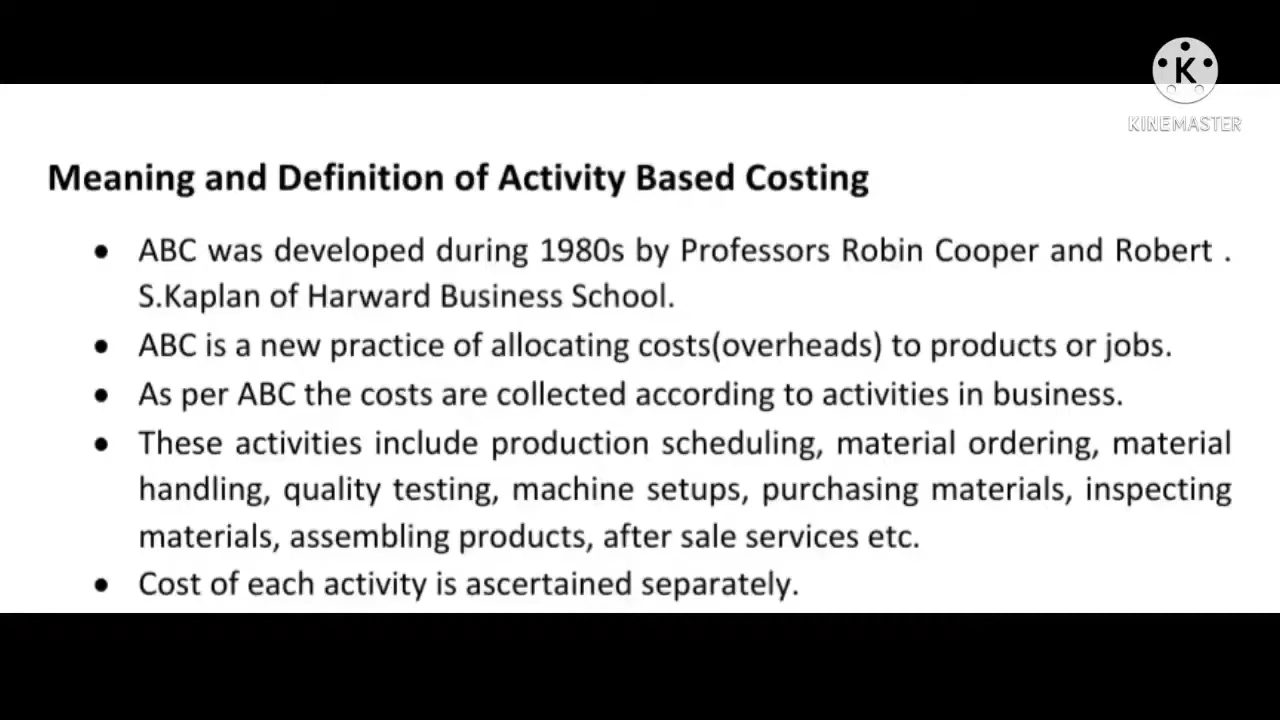 K
KINEMASTER
Meaning and Definition of Activity Based Costing
• ABC was developed during 1980s by Professors Robin Cooper and Robert .
S.Kaplan of Harward Business School.
• ABC is a new practice of allocating costs(overheads) to products or jobs.
• As per ABC the costs are collected according to activities in business.
• These activities include production scheduling, material ordering, material
handling, quality testing, machine setups, purchasing materials, inspecting
materials, assembling products, after sale services etc.
• Cost of each activity is ascertained separately.